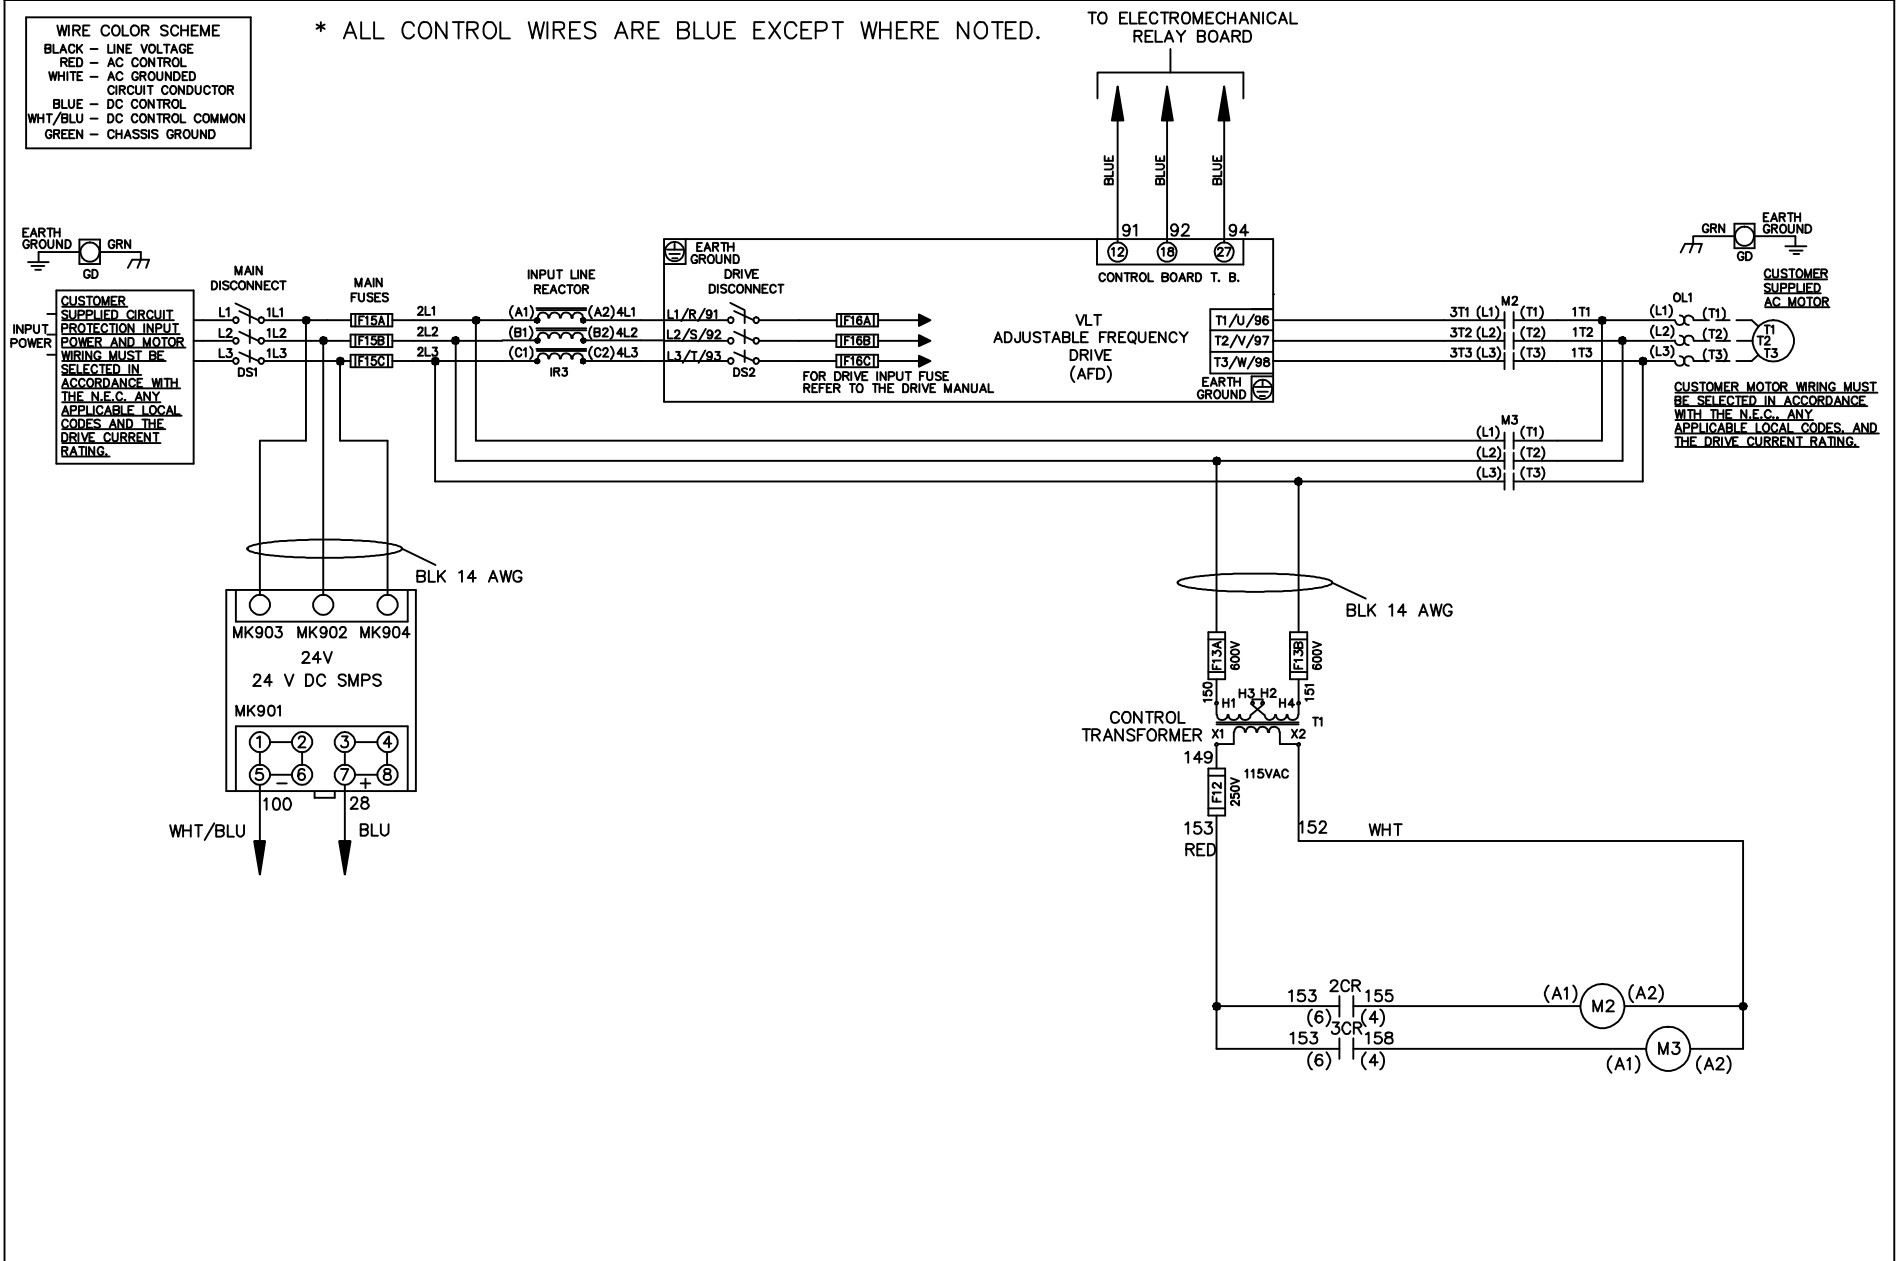 WIRE COLOR SCHEME
BLACK – LINE VOLTAGE
RED – AC CONTROL
WHITE – AC GROUNDED
CIRCUIT CONDUCTOR
BLUE – DC CONTROL
WHT/BLU – DC CONTROL COMMON
GREEN – CHASSIS GROUND
* ALL CONTROL WIRES ARE BLUE EXCEPT WHERE NOTED.
TO ELECTROMECHANICAL
RELAY BOARD
BLUE
BLUE
BLUE
91 92 94
12 18 27
CONTROL BOARD T. B.
EARTH
GROUND
GRN
GD
INPUT
POWER
CUSTOMER
SUPPLIED CIRCUIT
PROTECTION INPUT
POWER AND MOTOR
WIRING MUST BE
SELECTED IN
ACCORDANCE WITH
THE N.E.C. ANY
APPLICABLE LOCAL
CODES AND THE
DRIVE CURRENT
RATING.
MAIN
DISCONNECT
L1 1L1
L2 1L2
L3 1L3
DS1
MAIN
FUSES
F15A
F15B
F15C
2L1
2L2
2L3
INPUT LINE
REACTOR
(A1) (A2) 4L1
(B1) (B2) 4L2
(C1) (C2) 4L3
IR3
EARTH
GROUND
DRIVE
DISCONNECT
L1/R/91
L2/S/92
L3/T/93
DS2
F16A
F16B
F16C
FOR DRIVE INPUT FUSE
REFER TO THE DRIVE MANUAL
VLT
ADJUSTABLE FREQUENCY
DRIVE
(AFD)
T1/U/96
T2/V/97
T3/W/98
EARTH
GROUND
M2
3T1 (L1) (T1) 1T1
3T2 (L2) (T2) 1T2
3T3 (L3) (T3) 1T3
M3
(L1) (T1)
(L2) (T2)
(L3) (T3)
OL1
(L1) (T1)
(L2) (T2)
(L3) (T3)
T1
T2
T3
GRN
EARTH
GROUND
GD
CUSTOMER
SUPPLIED
AC MOTOR
CUSTOMER MOTOR WIRING MUST
BE SELECTED IN ACCORDANCE
WITH THE N.E.C., ANY
APPLICABLE LOCAL CODES, AND
THE DRIVE CURRENT RATING.
BLK 14 AWG
MK903 MK902 MK904
24V
24 V DC SMPS
MK901
1 2 3 4
5 6 7 8
– +
100 28
WHT/BLU BLU
BLK 14 AWG
F13A 600V
F13B 600V
150 151
H1 H3 H2 H4
T1
CONTROL
TRANSFORMER
X1 X2
149
115VAC
F12 250V
153
RED
152 WHT
2CR
153 155
(6) (4)
(A1) M2 (A2)
3CR
153 158
(6) (4)
(A1) M3 (A2)